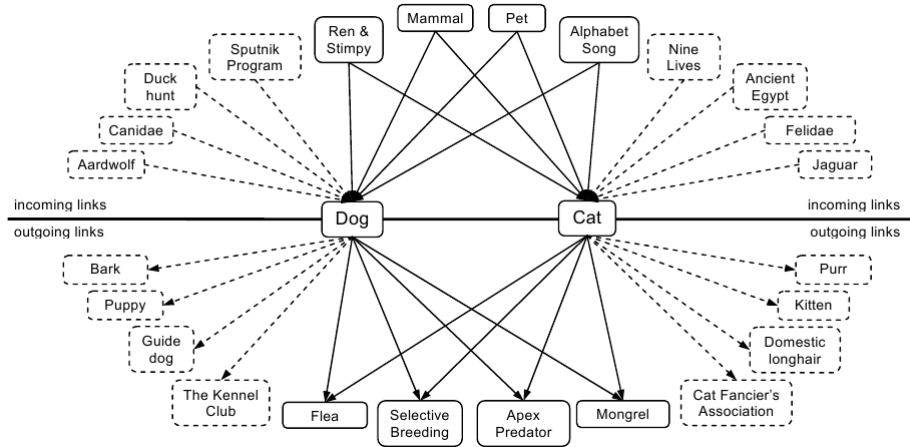 Sputnik
Program
Ren &
Stimpy
Mammal
Pet
Alphabet
Song
Nine
Lives
Duck
hunt
Ancient
Egypt
Canidae
Felidae
Aardwolf
Jaguar
incoming links
incoming links
Dog
Cat
outgoing links
outgoing links
Bark
Purr
Puppy
Kitten
Guide
dog
Domestic
longhair
The Kennel
Club
Flea
Selective
Breeding
Apex
Predator
Mongrel
Cat Fancier's
Association